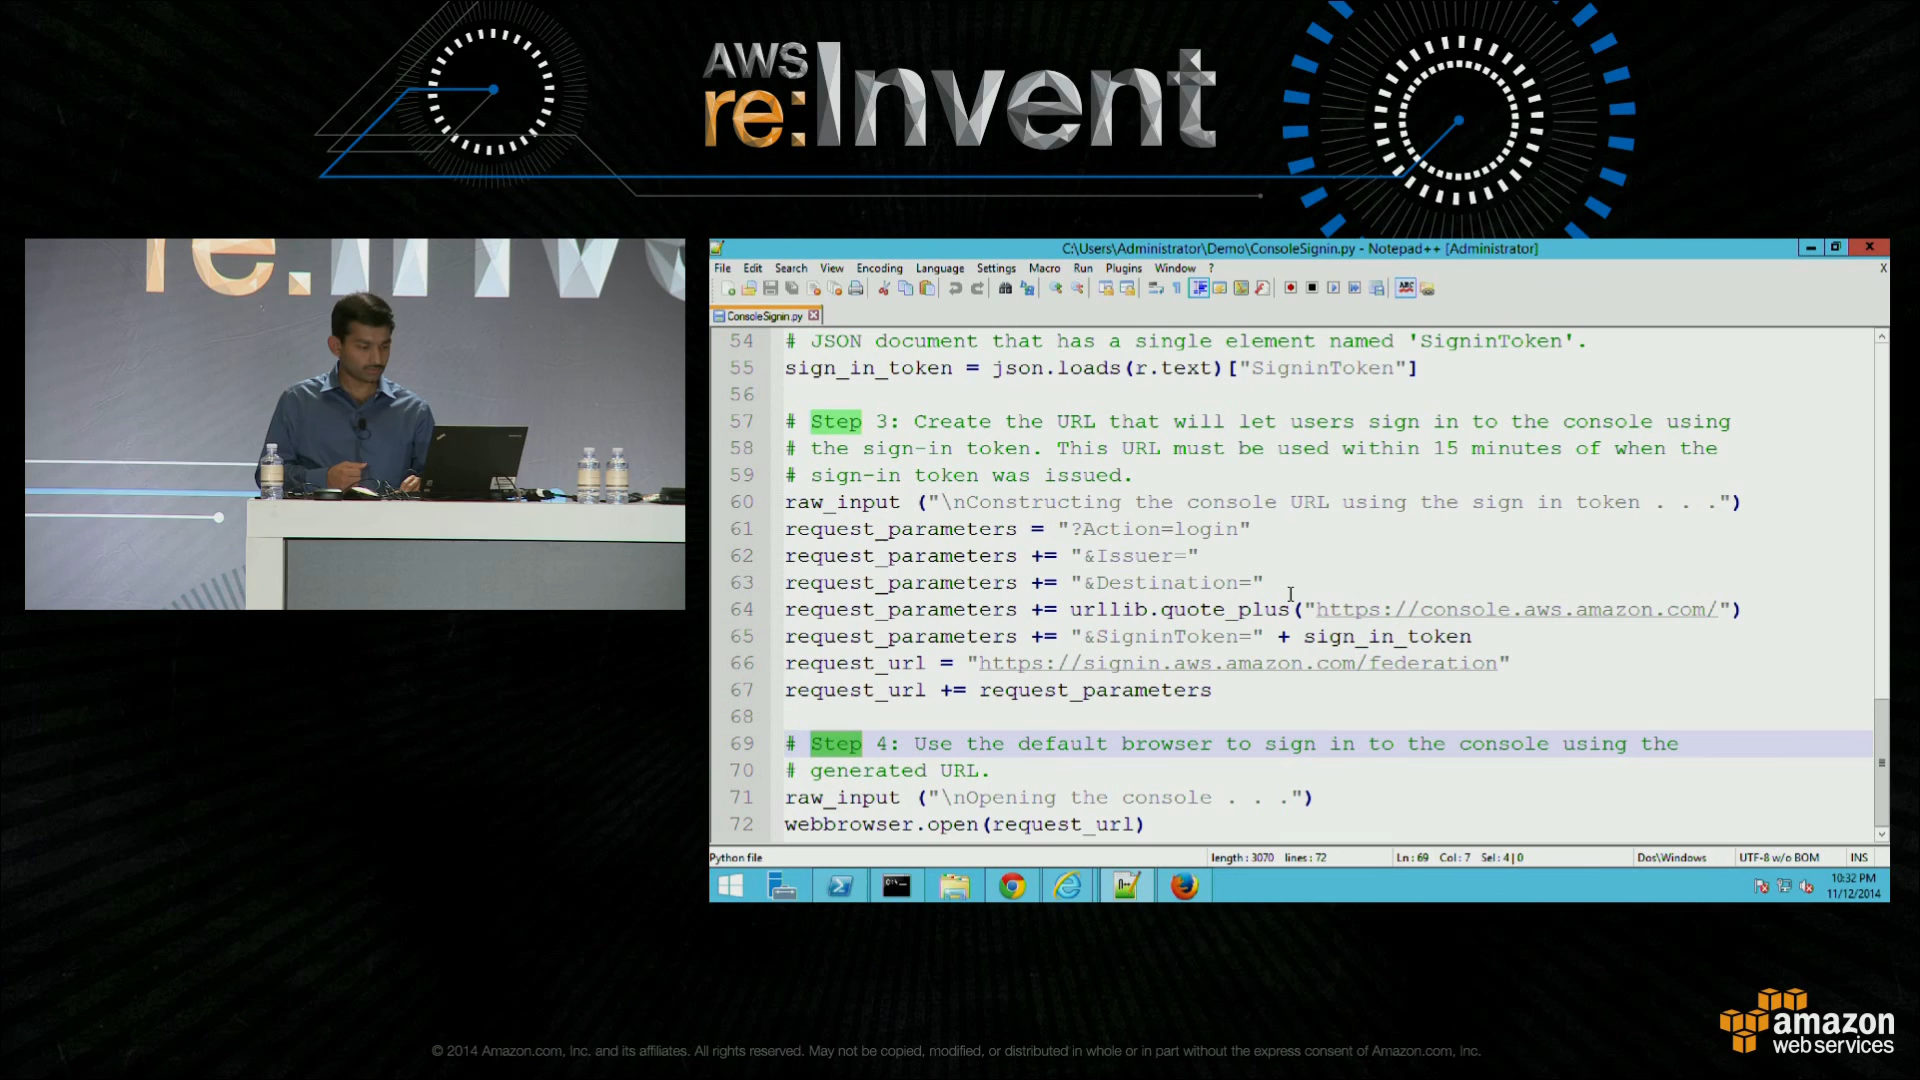 AWS
re:Invent
re:Inv
C:\Users\Administrator\Demo\ConsoleSignin.py - Notepad++ [Administrator]
File Edit Search View Encoding Language Settings Macro Run Plugins Window ?
X
ConsoleSignin.py
54 # JSON document that has a single element named 'SigninToken'.
55 sign_in_token = json.loads(r.text)["SigninToken"]
56
57 # Step 3: Create the URL that will let users sign in to the console using
58 # the sign-in token. This URL must be used within 15 minutes of when the
59 # sign-in token was issued.
60 raw_input ("\nConstructing the console URL using the sign in token . . .")
61 request_parameters = "?Action=login"
62 request_parameters += "&Issuer="
63 request_parameters += "&Destination="
64 request_parameters += urllib.quote_plus("https://console.aws.amazon.com/")
65 request_parameters += "&SigninToken=" + sign_in_token
66 request_url = "https://signin.aws.amazon.com/federation"
67 request_url += request_parameters
68
69 # Step 4: Use the default browser to sign in to the console using the
70 # generated URL.
71 raw_input ("\nOpening the console . . .")
72 webbrowser.open(request_url)
Python file length : 3070 lines : 72 Ln : 69 Col : 7 Sel : 4 | 0 Dos\Windows UTF-8 w/o BOM INS
10:32 PM
11/12/2014
amazon
web services
© 2014 Amazon.com, Inc. and its affiliates. All rights reserved. May not be copied, modified, or distributed in whole or in part without the express consent of Amazon.com, Inc.